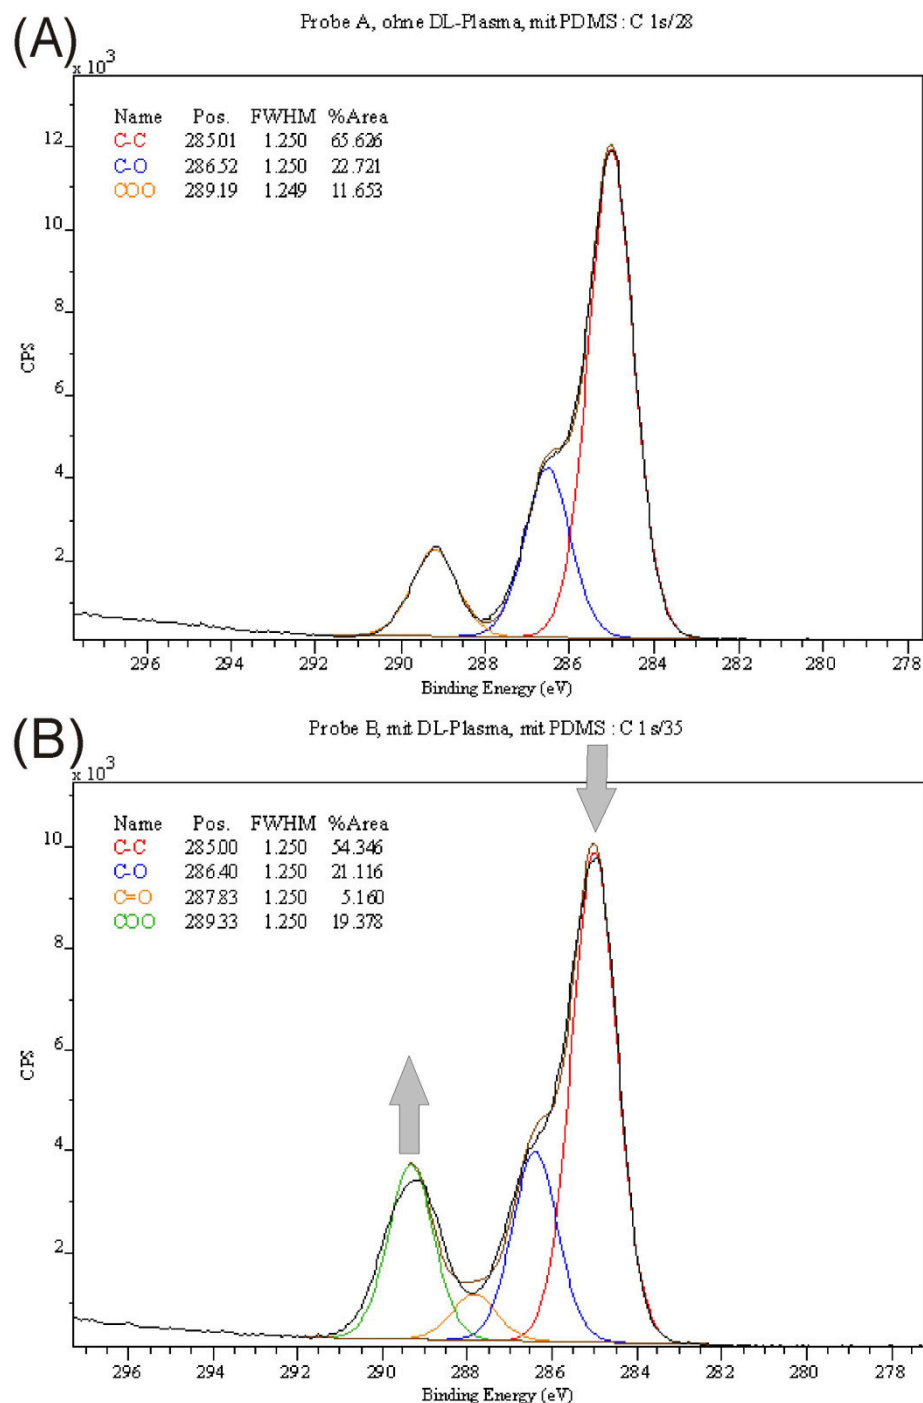 (A)
Probe A, ohne DL-Plasma, mit PDMS : C 1s/28
x 10³
Name Pos. FWHM %Area
C-C 285.01 1.250 65.626
C-O 286.52 1.250 22.721
COO 289.19 1.249 11.653
12
10
8
6
4
2
CPS
296 294 292 290 288 286 284 282 280 278
Binding Energy (eV)
(B)
Probe B, mit DL-Plasma, mit PDMS : C 1s/35
x 10³
Name Pos. FWHM %Area
C-C 285.00 1.250 54.346
C-O 286.40 1.250 21.116
C=O 287.83 1.250 5.160
COO 289.33 1.250 19.378
10
8
6
4
2
CPS
296 294 292 290 288 286 284 282 280 278
Binding Energy (eV)